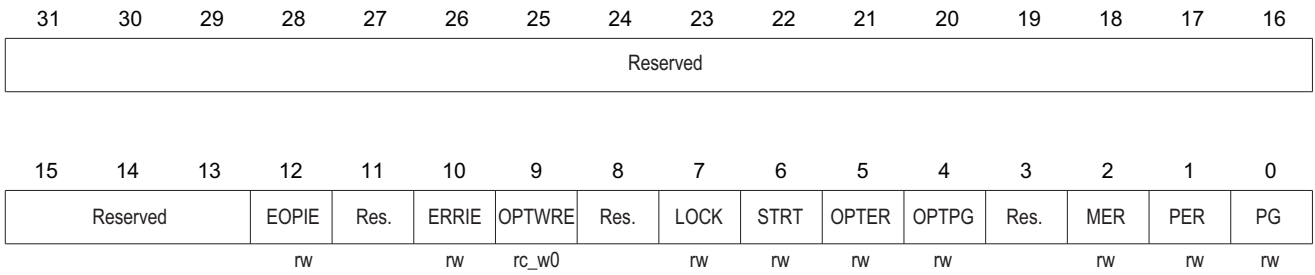 31 30 29 28 27 26 25 24 23 22 21 20 19 18 17 16
Reserved
15 14 13 12 11 10 9 8 7 6 5 4 3 2 1 0
Reserved EOPIE Res. ERRIE OPTWRE Res. LOCK STRT OPTER OPTPG Res. MER PER PG
rw rw rc_w0 rw rw rw rw rw rw rw